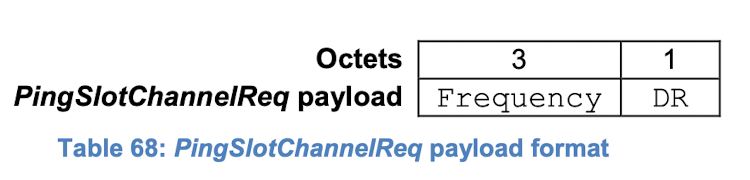 Octets 3 1
PingSlotChannelReq payload Frequency DR
Table 68: PingSlotChannelReq payload format